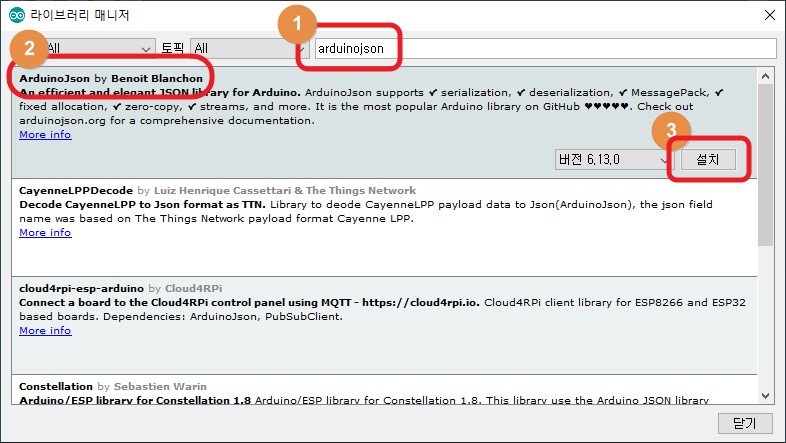 라이브러리 매니저
1
2
All 토픽 All arduinojson
ArduinoJson by Benoit Blanchon
An efficient and elegant JSON library for Arduino. ArduinoJson supports ✔ serialization, ✔ deserialization, ✔ MessagePack, ✔
fixed allocation, ✔ zero-copy, ✔ streams, and more. It is the most popular Arduino library on GitHub ♥♥♥♥♥. Check out
arduinojson.org for a comprehensive documentation.
More info
3
버전 6.13.0 설치
CayenneLPPDecode by Luiz Henrique Cassettari & The Things Network
Decode CayenneLPP to Json format as TTN. Library to deode CayenneLPP payload data to Json(ArduinoJson), the json field
name was based on The Things Network payload format Cayenne LPP.
More info
cloud4rpi-esp-arduino by Cloud4RPi
Connect a board to the Cloud4RPi control panel using MQTT - https://cloud4rpi.io. Cloud4RPi client library for ESP8266 and ESP32
based boards. Dependencies: ArduinoJson, PubSubClient.
More info
Constellation by Sebastien Warin
Arduino/ESP library for Constellation 1.8 Arduino/ESP library for Constellation 1.8. This library use the Arduino JSON library
닫기